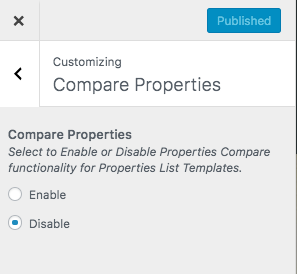 Published
Customizing
Compare Properties
Compare Properties
Select to Enable or Disable Properties Compare
functionality for Properties List Templates.
Enable
Disable